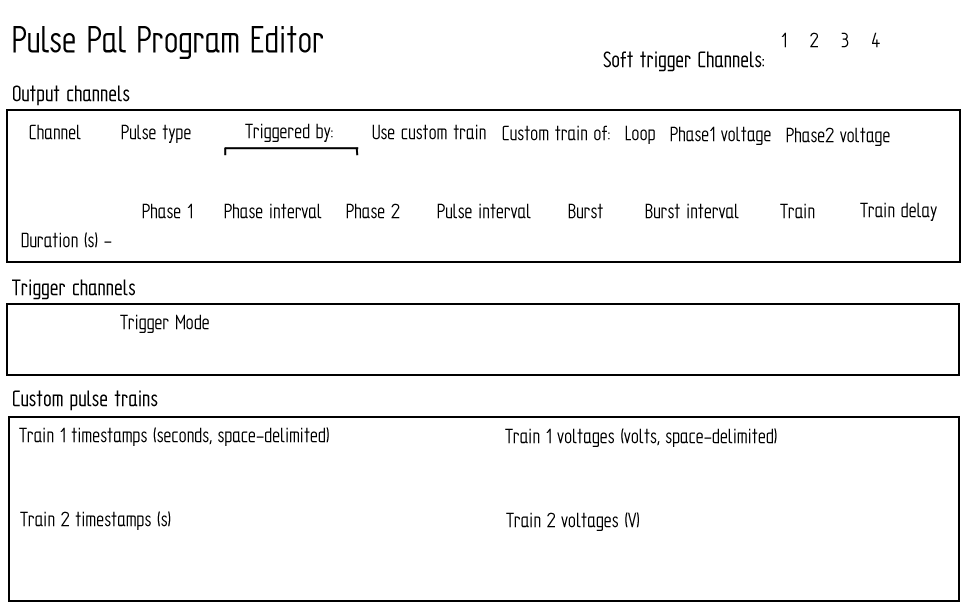 Pulse Pal Program Editor
1 2 3 4
Soft trigger Channels:
Output channels
Channel Pulse type Triggered by: Use custom train Custom train of: Loop Phase1 voltage Phase2 voltage
Phase 1 Phase interval Phase 2 Pulse interval Burst Burst interval Train Train delay
Duration (s) -
Trigger channels
Trigger Mode
Custom pulse trains
Train 1 timestamps (seconds, space-delimited) Train 1 voltages (volts, space-delimited)
Train 2 timestamps (s) Train 2 voltages (V)